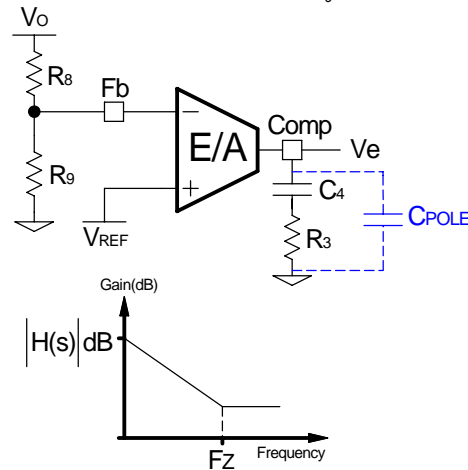 Vo
R8
Fb
E/A
Comp
Ve
R9
C4
CPOLE
R3
VREF
Gain(dB)
|H(s)|dB
Fz
Frequency